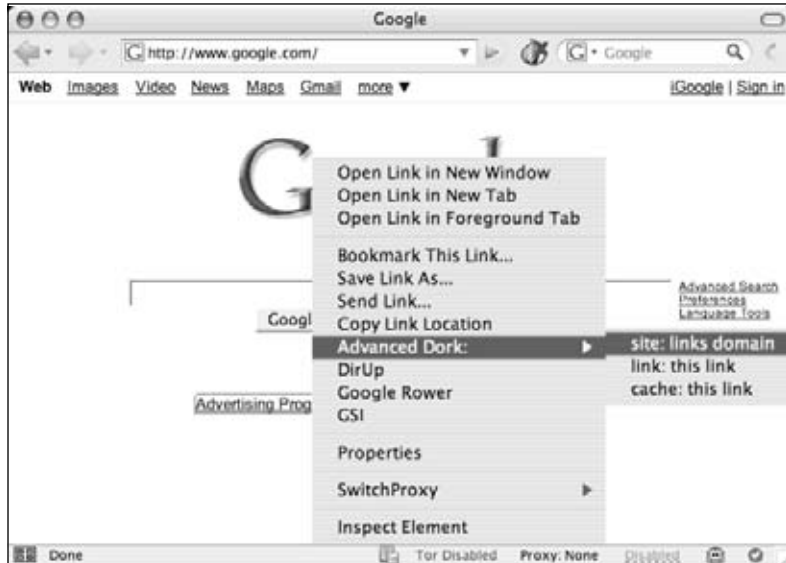 Google
http://www.google.com/
G
Google
Web Images Video News Maps Gmail more ▼
iGoogle | Sign in
Open Link in New Window
Open Link in New Tab
Open Link in Foreground Tab
Bookmark This Link...
Save Link As...
Send Link...
Copy Link Location
Advanced Dork:
DirUp
Google Rower
GSI
Properties
SwitchProxy
Inspect Element
site: links domain
link: this link
cache: this link
Advanced Search
Preferences
Language Tools
Googl
Advertising Prog
Done
Tor Disabled
Proxy: None
Disabled